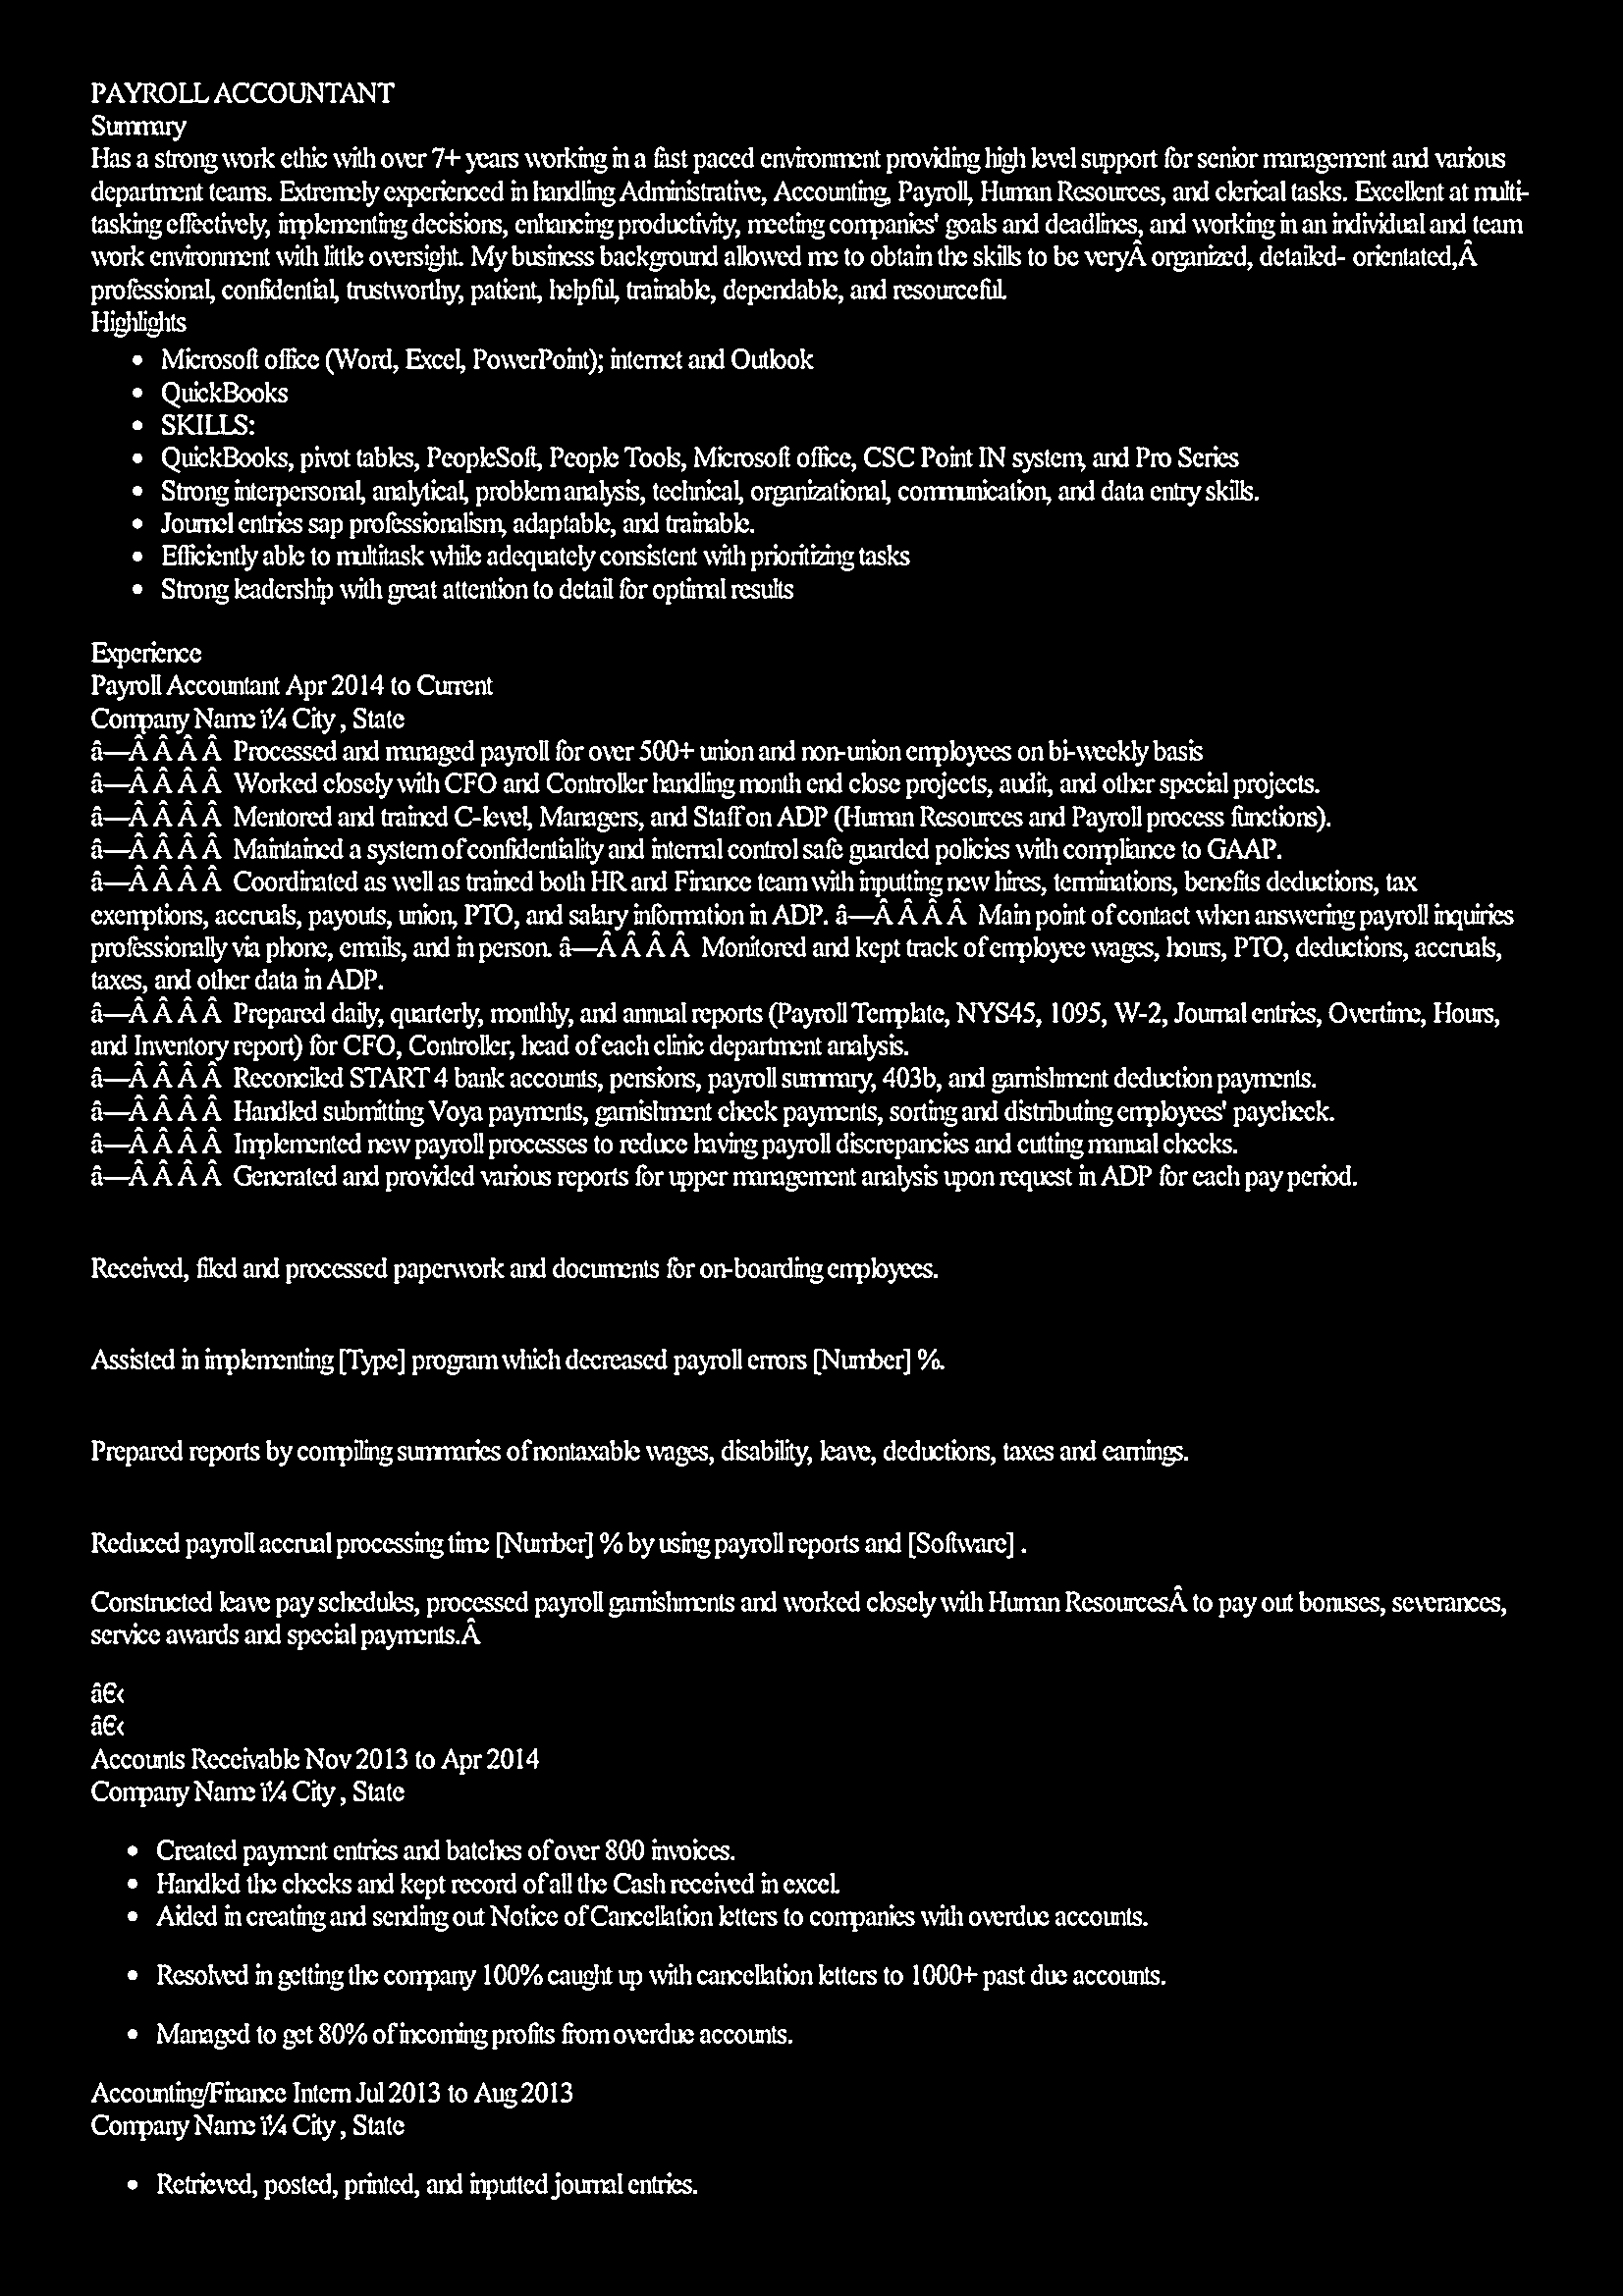 PAYROLL ACCOUNTANT
Summary
Has a strong work ethic with over 7+ years working in a fast paced environment providing high level support for senior management and various
department teams. Extremely experienced in handling Administrative, Accounting, Payroll, Human Resources, and clerical tasks. Excellent at multi-
tasking effectively, implementing decisions, enhancing productivity, meeting companies' goals and deadlines, and working in an individual and team
work environment with little oversight. My business background allowed me to obtain the skills to be veryÂ organized, detailed- orientated,Â
professional, confidential, trustworthy, patient, helpful, trainable, dependable, and resourceful.
Highlights
• Microsoft office (Word, Excel, PowerPoint); internet and Outlook
• QuickBooks
• SKILLS:
• QuickBooks, pivot tables, PeopleSoft, People Tools, Microsoft office, CSC Point IN system, and Pro Series
• Strong interpersonal, analytical, problem analysis, technical, organizational, communication, and data entry skills.
• Journel entries sap professionalism, adaptable, and trainable.
• Efficiently able to multitask while adequately consistent with prioritizing tasks
• Strong leadership with great attention to detail for optimal results
Experience
Payroll Accountant Apr 2014 to Current
Company Name ï¼ City , State
â—Â Â Â Â Processed and managed payroll for over 500+ union and non-union employees on bi-weekly basis
â—Â Â Â Â Worked closely with CFO and Controller handling month end close projects, audit, and other special projects.
â—Â Â Â Â Mentored and trained C-level, Managers, and Staff on ADP (Human Resources and Payroll process functions).
â—Â Â Â Â Maintained a system of confidentiality and internal control safe guarded policies with compliance to GAAP.
â—Â Â Â Â Coordinated as well as trained both HR and Finance team with inputting new hires, terminations, benefits deductions, tax
exemptions, accruals, payouts, union, PTO, and salary information in ADP. â—Â Â Â Â Main point of contact when answering payroll inquiries
professionally via phone, emails, and in person. â—Â Â Â Â Monitored and kept track of employee wages, hours, PTO, deductions, accruals,
taxes, and other data in ADP.
â—Â Â Â Â Prepared daily, quarterly, monthly, and annual reports (Payroll Template, NYS45, 1095, W-2, Journal entries, Overtime, Hours,
and Inventory report) for CFO, Controller, head of each clinic department analysis.
â—Â Â Â Â Reconciled START 4 bank accounts, pensions, payroll summary, 403b, and garnishment deduction payments.
â—Â Â Â Â Handled submitting Voya payments, garnishment check payments, sorting and distributing employees' paycheck.
â—Â Â Â Â Implemented new payroll processes to reduce having payroll discrepancies and cutting manual checks.
â—Â Â Â Â Generated and provided various reports for upper management analysis upon request in ADP for each pay period.
Received, filed and processed paperwork and documents for on-boarding employees.
Assisted in implementing [Type] program which decreased payroll errors [Number] %.
Prepared reports by compiling summaries of nontaxable wages, disability, leave, deductions, taxes and earnings.
Reduced payroll accrual processing time [Number] % by using payroll reports and [Software] .
Constructed leave pay schedules, processed payroll garnishments and worked closely with Human ResourcesÂ to pay out bonuses, severances,
service awards and special payments.Â
â€‹
â€‹
Accounts Receivable Nov 2013 to Apr 2014
Company Name ï¼ City , State
• Created payment entries and batches of over 800 invoices.
• Handled the checks and kept record of all the Cash received in excel.
• Aided in creating and sending out Notice of Cancellation letters to companies with overdue accounts.
• Resolved in getting the company 100% caught up with cancellation letters to 1000+ past due accounts.
• Managed to get 80% of incoming profits from overdue accounts.
Accounting/Finance Intern Jul 2013 to Aug 2013
Company Name ï¼ City , State
• Retrieved, posted, printed, and inputted journal entries.